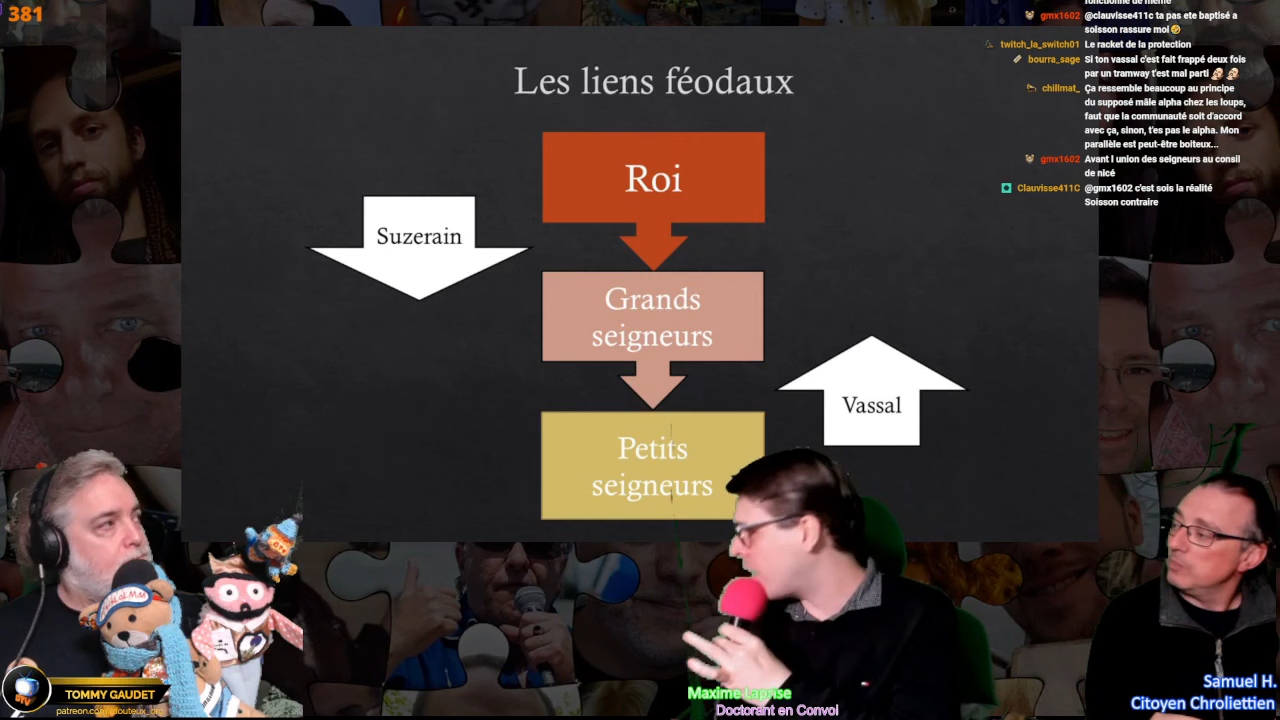 381
fonctionne de même
gmx1602 @clauvisse411c ta pas ete baptisé a
soisson rassure moi
twitch_la_switch01 Le racket de la protection
bourra_sage Si ton vassal c'est fait frappé deux fois
par un tramway t'est mal parti
chillmat_ Ça ressemble beaucoup au principe
du supposé mâle alpha chez les loups,
faut que la communauté soit d'accord
avec ça, sinon, t'es pas le alpha. Mon
parallèle est peut-être boiteux...
gmx1602 Avant l union des seigneurs au consil
de nicé
Clauvisse411C @gmx1602 c'est sois la réalité
Soisson contraire
Les liens féodaux
Roi
Suzerain
Grands
seigneurs
Vassal
Petits
seigneurs
TOMMY GAUDET
Maxime Laprise
Doctorant en Convoi
Samuel H.
Citoyen Chroliettien